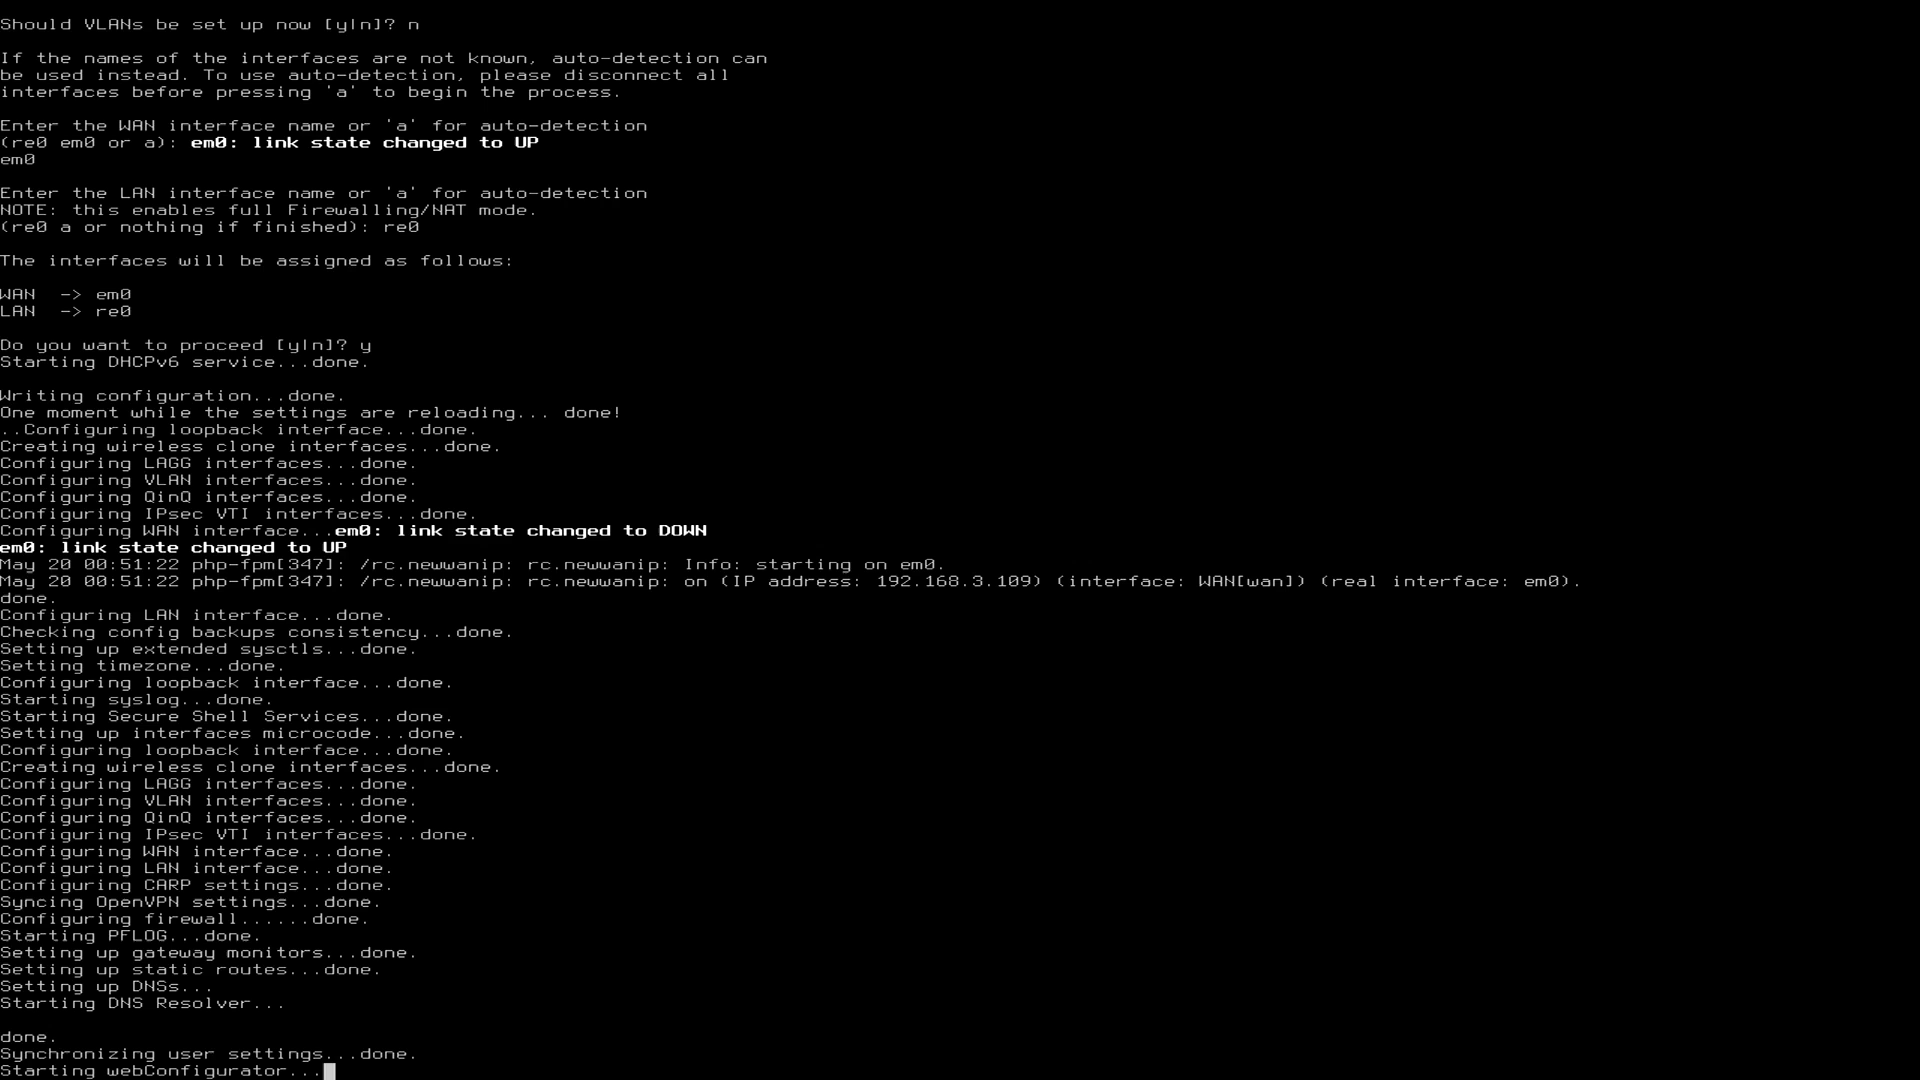 Should VLANs be set up now [y|n]? n
If the names of the interfaces are not known, auto-detection can
be used instead. To use auto-detection, please disconnect all
interfaces before pressing 'a' to begin the process.
Enter the WAN interface name or 'a' for auto-detection
(re0 em0 or a): em0: link state changed to UP
em0
Enter the LAN interface name or 'a' for auto-detection
NOTE: this enables full Firewalling/NAT mode.
(re0 a or nothing if finished): re0
The interfaces will be assigned as follows:
WAN  -> em0
LAN  -> re0
Do you want to proceed [y|n]? y
Starting DHCPv6 service...done.
Writing configuration...done.
One moment while the settings are reloading... done!
..Configuring loopback interface...done.
Creating wireless clone interfaces...done.
Configuring LAGG interfaces...done.
Configuring VLAN interfaces...done.
Configuring QinQ interfaces...done.
Configuring IPsec VTI interfaces...done.
Configuring WAN interface...em0: link state changed to DOWN
em0: link state changed to UP
May 20 00:51:22 php-fpm[347]: /rc.newwanip: rc.newwanip: Info: starting on em0.
May 20 00:51:22 php-fpm[347]: /rc.newwanip: rc.newwanip: on (IP address: 192.168.3.109) (interface: WAN[wan]) (real interface: em0).
done.
Configuring LAN interface...done.
Checking config backups consistency...done.
Setting up extended sysctls...done.
Setting timezone...done.
Configuring loopback interface...done.
Starting syslog...done.
Starting Secure Shell Services...done.
Setting up interfaces microcode...done.
Configuring loopback interface...done.
Creating wireless clone interfaces...done.
Configuring LAGG interfaces...done.
Configuring VLAN interfaces...done.
Configuring QinQ interfaces...done.
Configuring IPsec VTI interfaces...done.
Configuring WAN interface...done.
Configuring LAN interface...done.
Configuring CARP settings...done.
Syncing OpenVPN settings...done.
Configuring firewall......done.
Starting PFLOG...done.
Setting up gateway monitors...done.
Setting up static routes...done.
Setting up DNSs...
Starting DNS Resolver...
done.
Synchronizing user settings...done.
Starting webConfigurator...